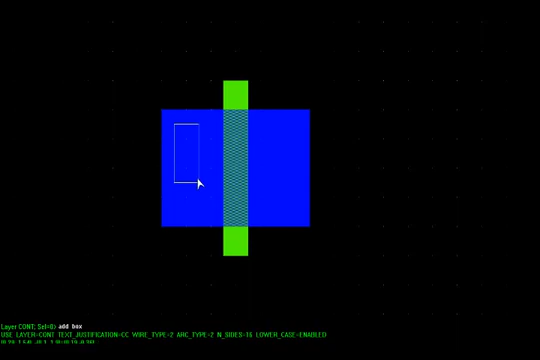 Layer CONT; Sel=0> add box
USE LAYER=CONT TEXT_JUSTIFICATION=CC WIRE_TYPE=2 ARC_TYPE=2 N_SIDES=16 LOWER_CASE=ENABLED